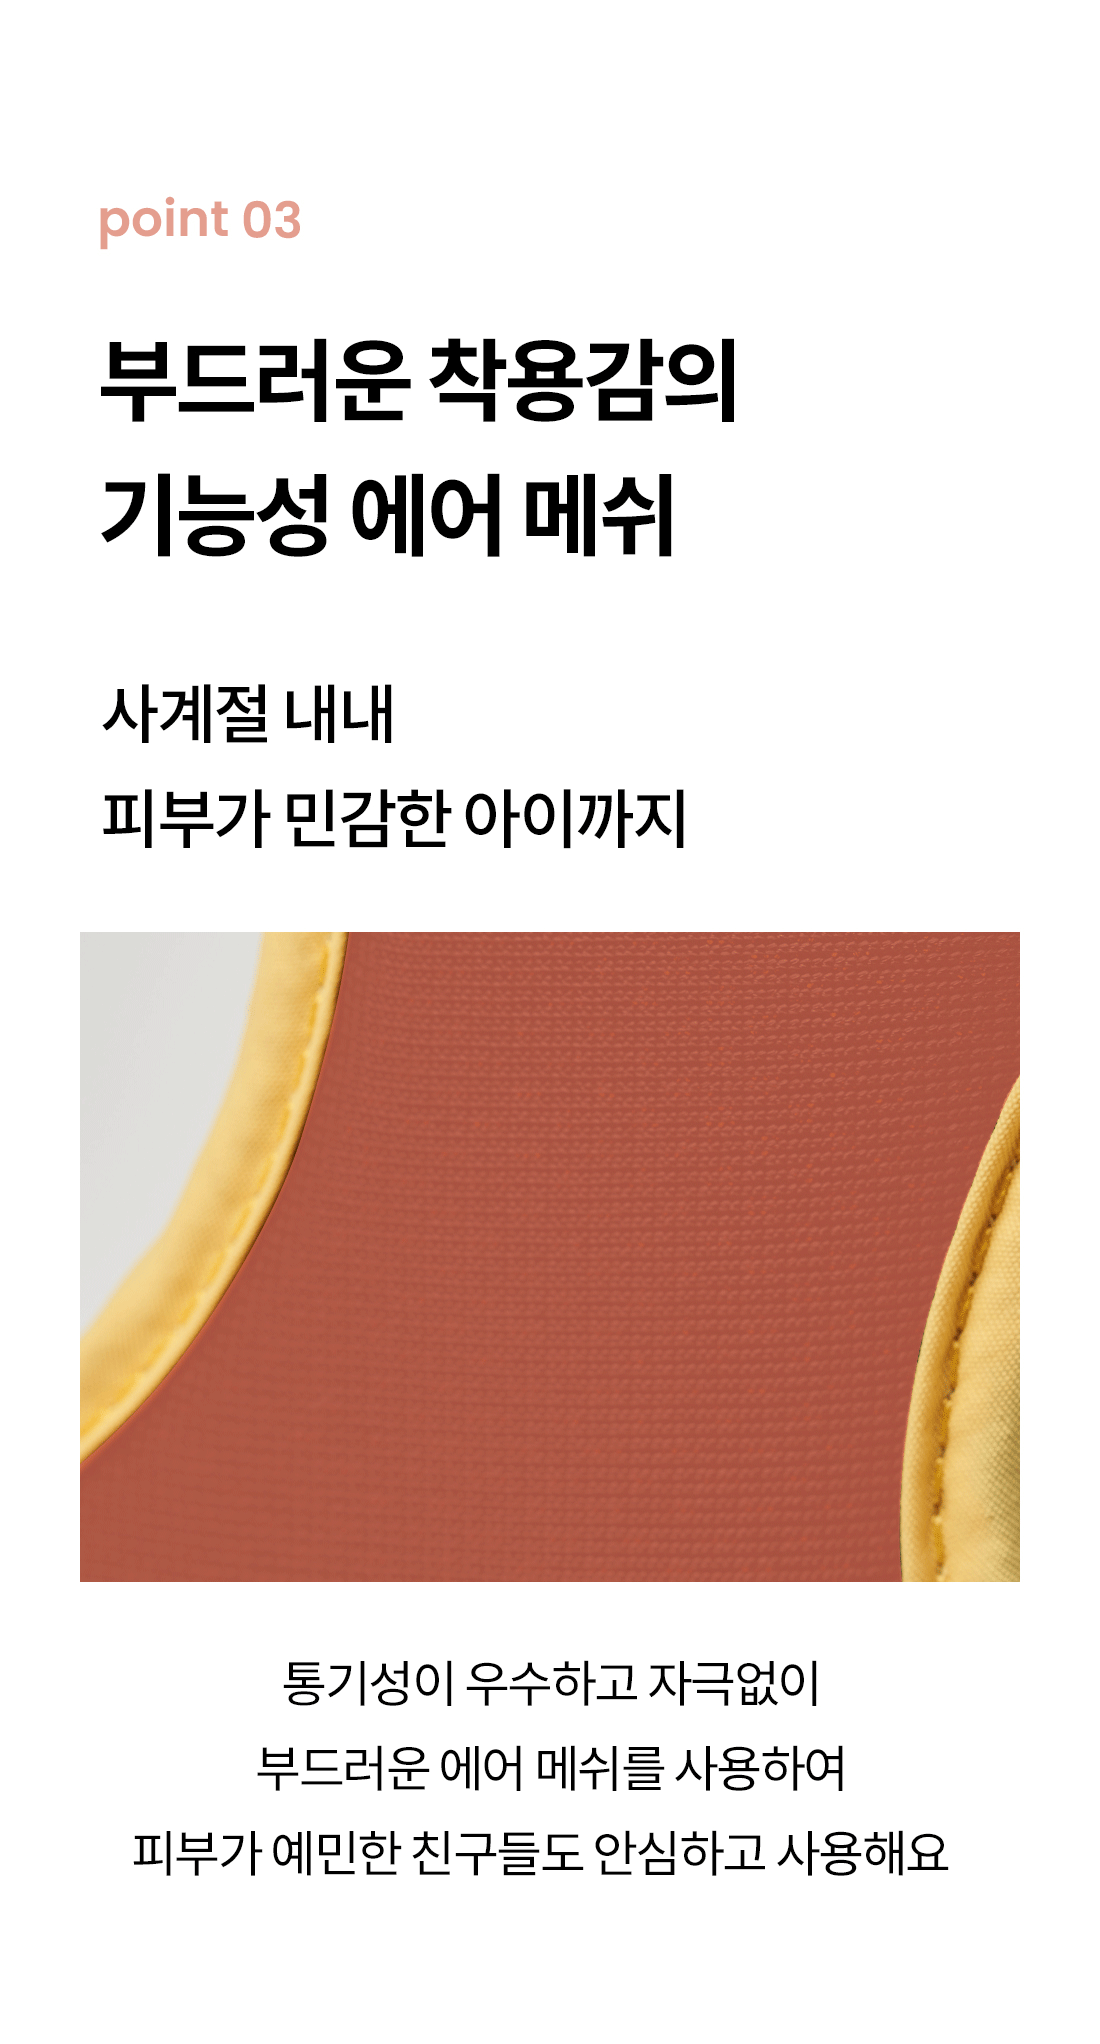 point 03
부드러운 착용감의
기능성 에어 메쉬
사계절 내내
피부가 민감한 아이까지
통기성이 우수하고 자극없이
부드러운 에어 메쉬를 사용하여
피부가 예민한 친구들도 안심하고 사용해요